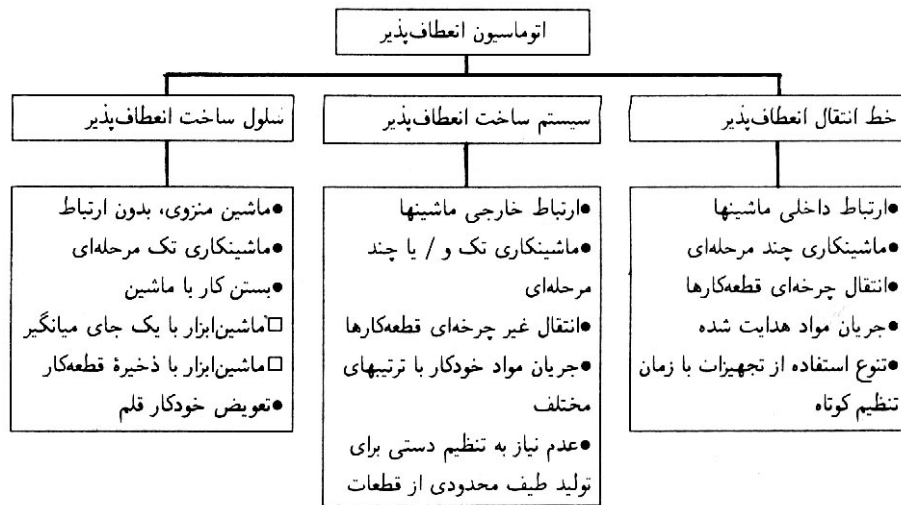 اتوماسیون انعطاف‌پذیر
خط انتقال انعطاف‌پذیر
●ارتباط داخلی ماشینها
●ماشینکاری چند مرحله‌ای
●انتقال چرخه‌ای قطعه‌کارها
●جریان مواد هدایت شده
●تنوع استفاده از تجهیزات با زمان
تنظیم کوتاه
سیستم ساخت انعطاف‌پذیر
●ارتباط خارجی ماشینها
●ماشینکاری تک و / یا چند
مرحله‌ای
●انتقال غیر چرخه‌ای قطعه‌کارها
●جریان مواد خودکار با ترتیبهای
مختلف
●عدم نیاز به تنظیم دستی برای
تولید طیف محدودی از قطعات
سلول ساخت انعطاف‌پذیر
●ماشین منزوی، بدون ارتباط
●ماشینکاری تک مرحله‌ای
●بستن کار با ماشین
□ماشین‌ابزار با یک جای میانگیر
□ماشین‌ابزار با ذخیرهٔ قطعه‌کار
●تعویض خودکار قلم